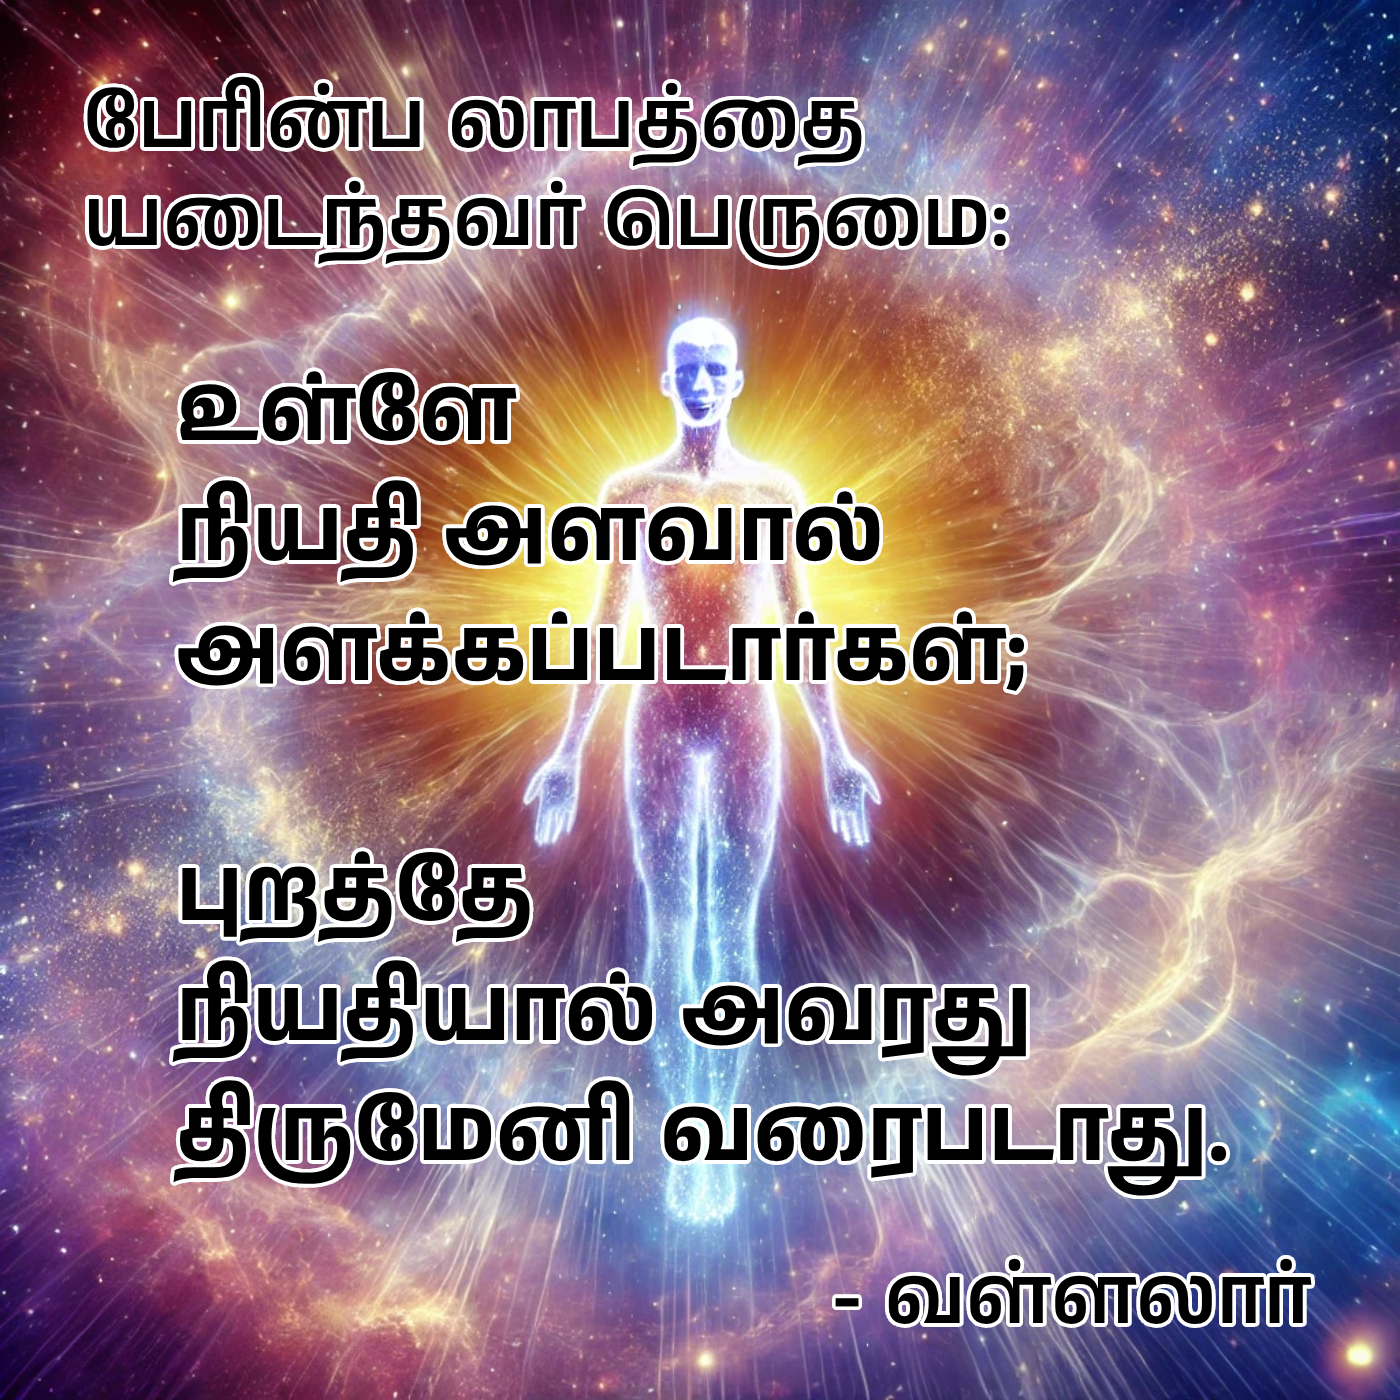 பேரின்ப லாபத்தை
யடைந்தவர் பெருமை:
உள்ளே
நியதி அளவால்
அளக்கப்படார்கள்;
புறத்தே
நியதியால் அவரது
திருமேனி வரைபடாது.
- வள்ளலார்